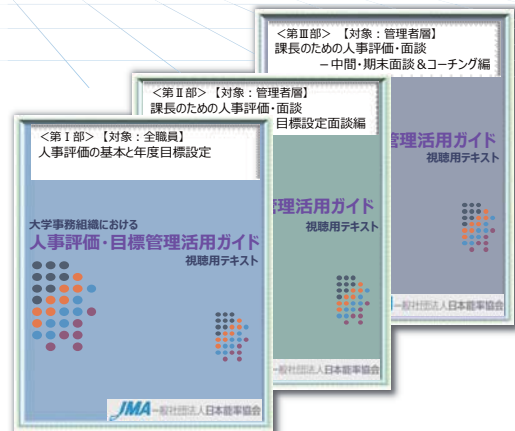 <第Ⅰ部> 【対象：全職員】
人事評価の基本と年度目標設定
大学事務組織における
人事評価・目標管理活用ガイド
視聴用テキスト
JMA 一般社団法人日本能率協会
<第Ⅱ部> 【対象：管理者層】
課長のための人事評価・面談
目標設定面談編
理活用ガイド
視聴用テキスト
一般社団法人日本能率協会
<第Ⅲ部> 【対象：管理者層】
課長のための人事評価・面談
－中間・期末面談＆コーチング編
管理活用ガイド
視聴用テキスト
一般社団法人日本能率協会